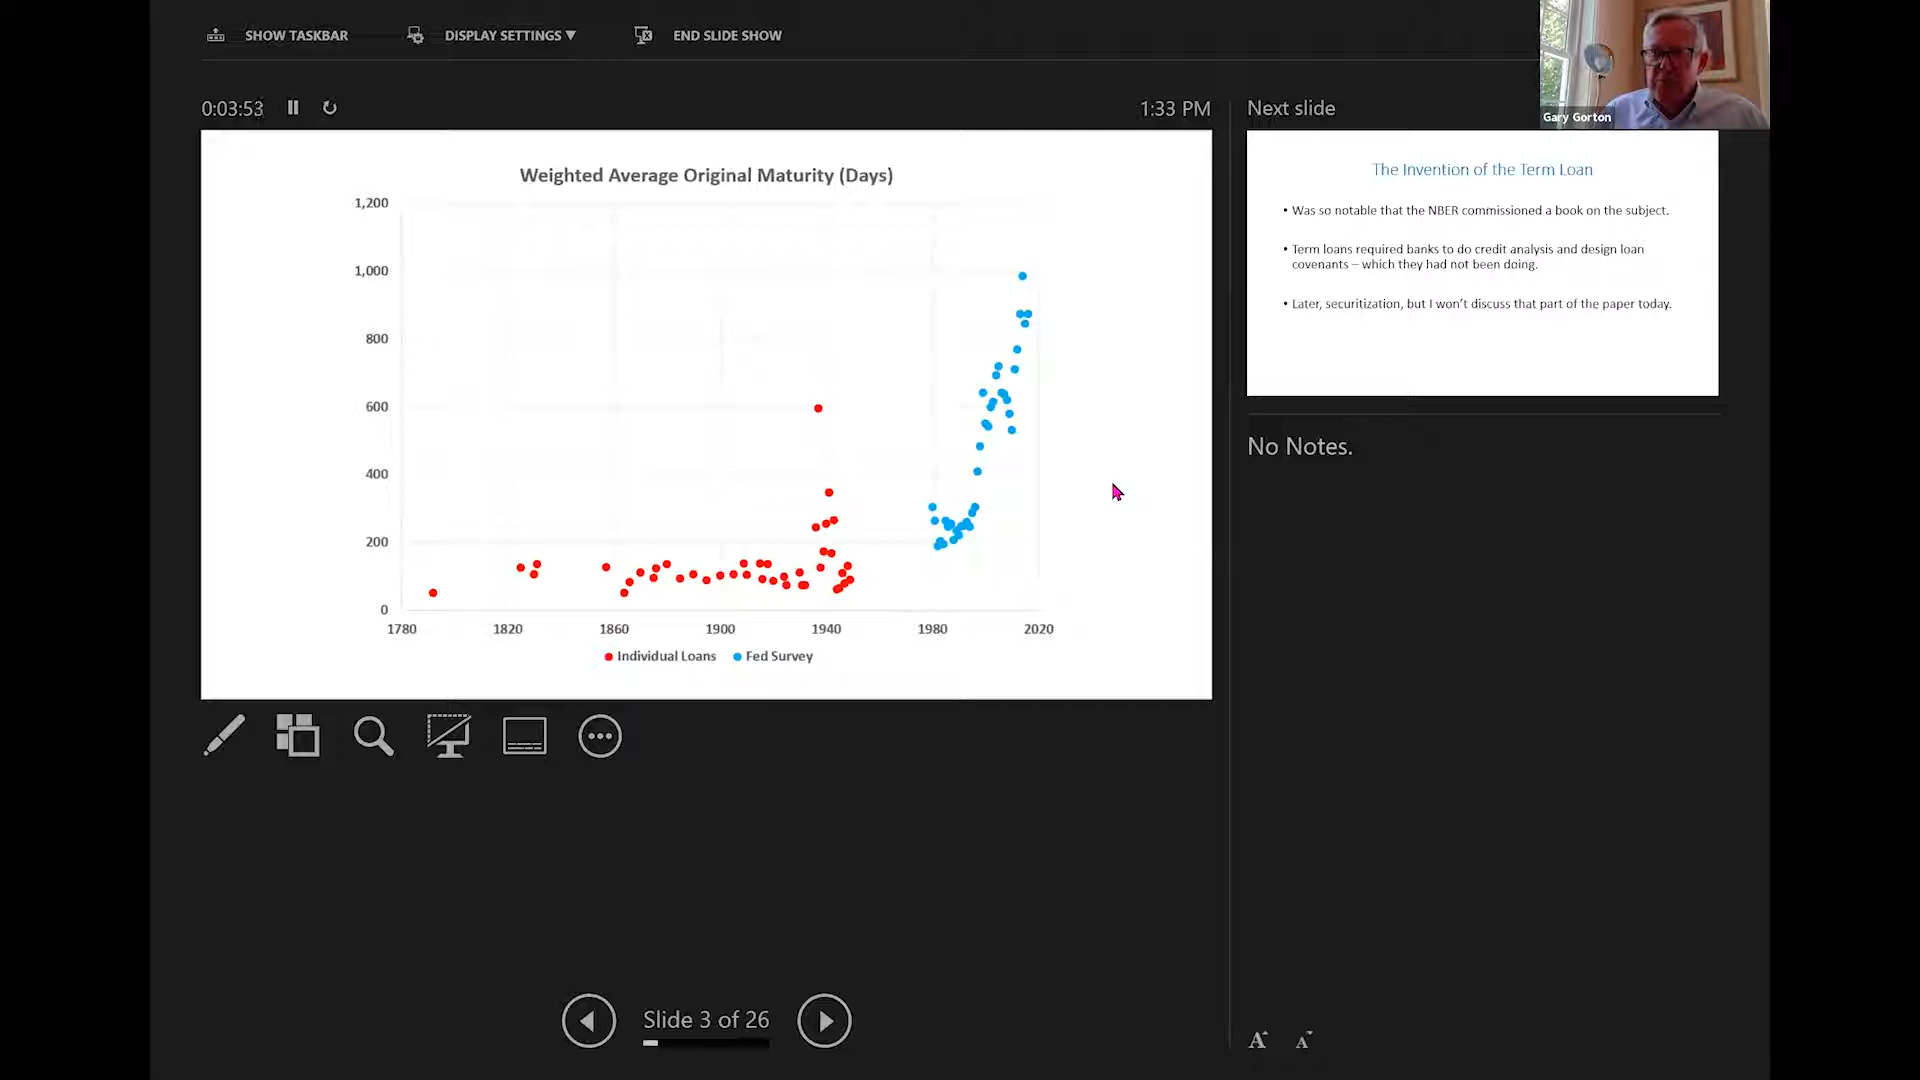 SHOW TASKBAR
DISPLAY SETTINGS ▼
END SLIDE SHOW
Gary Gorton
0:03:53
1:33 PM
Next slide
Weighted Average Original Maturity (Days)
1,200
1,000
800
600
400
200
0
1780 1820 1860 1900 1940 1980 2020
Individual Loans Fed Survey
The Invention of the Term Loan
• Was so notable that the NBER commissioned a book on the subject.
• Term loans required banks to do credit analysis and design loan
covenants – which they had not been doing.
• Later, securitization, but I won't discuss that part of the paper today.
No Notes.
Slide 3 of 26
A A